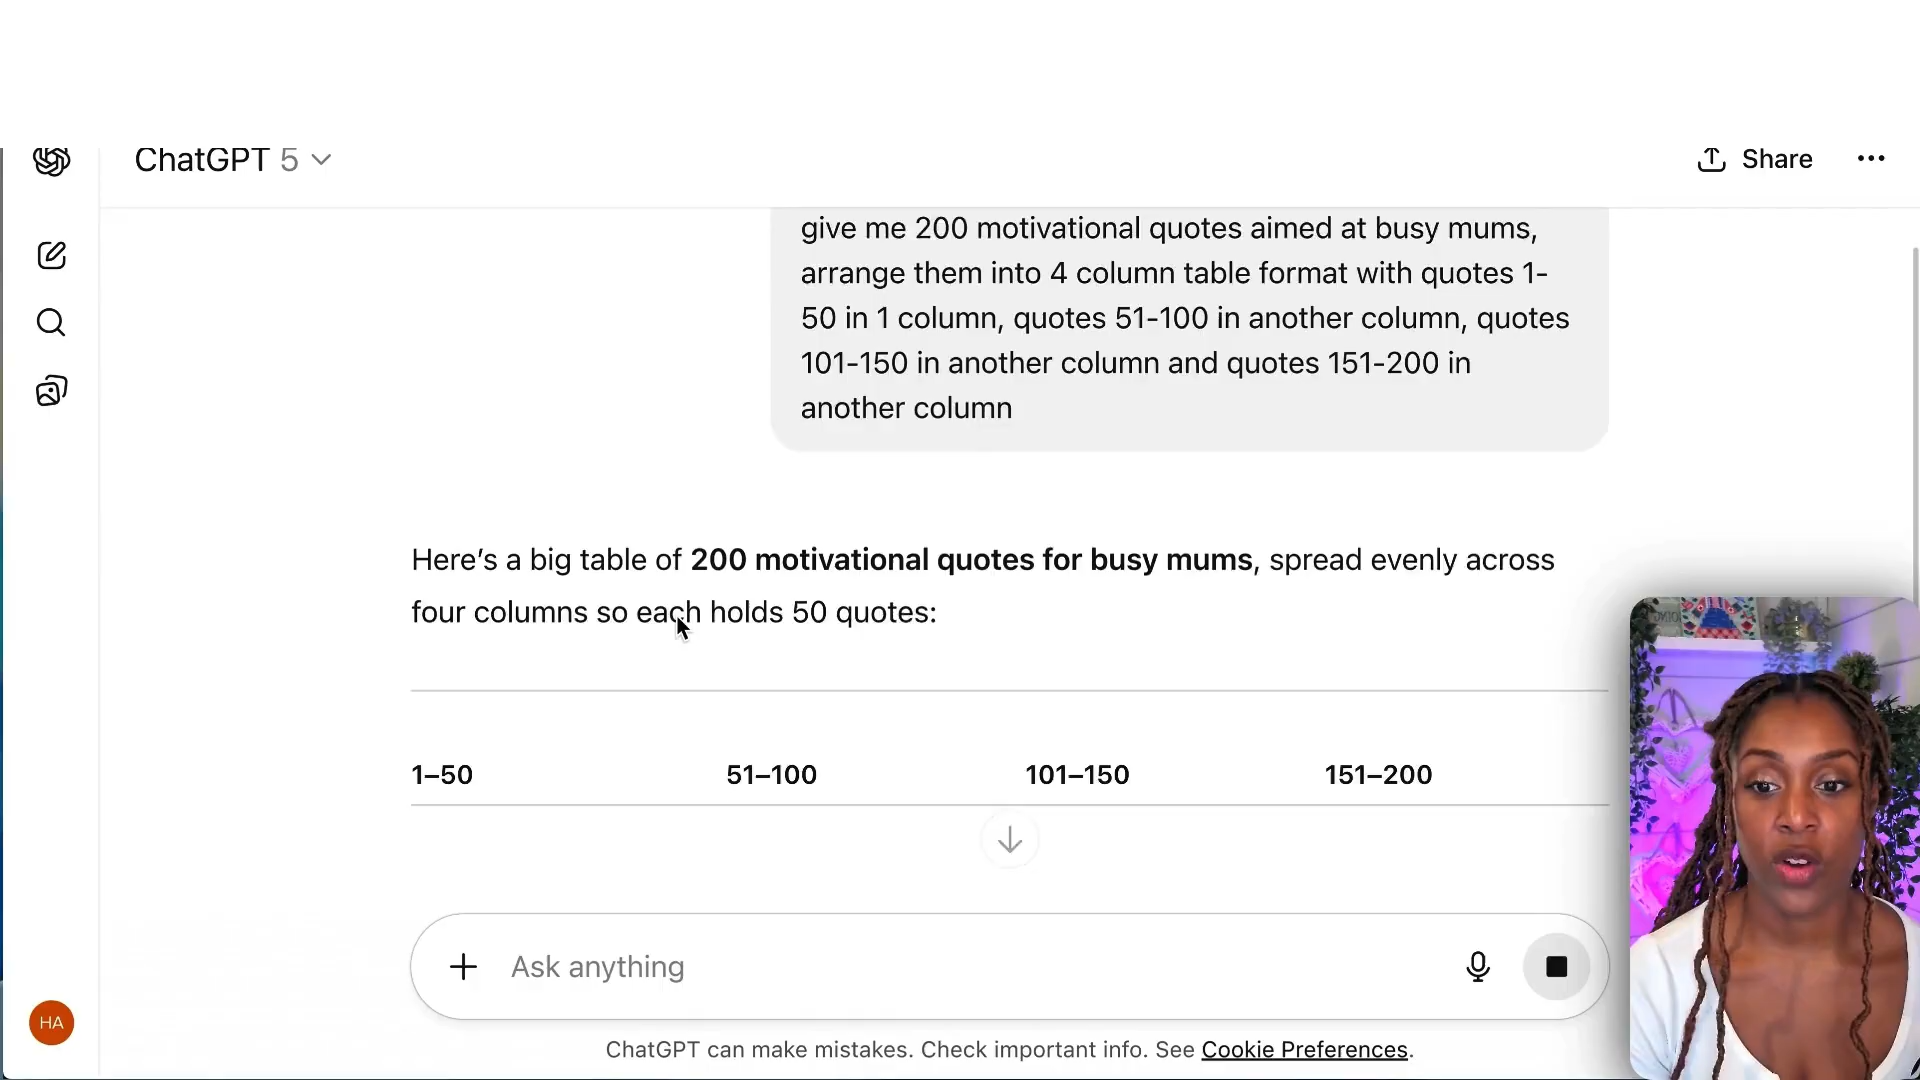 ChatGPT 5
Share
give me 200 motivational quotes aimed at busy mums,
arrange them into 4 column table format with quotes 1-
50 in 1 column, quotes 51-100 in another column, quotes
101-150 in another column and quotes 151-200 in
another column
Here's a big table of 200 motivational quotes for busy mums, spread evenly across
four columns so each holds 50 quotes:
1–50 51–100 101–150 151–200
Ask anything
HA
ChatGPT can make mistakes. Check important info. See Cookie Preferences.